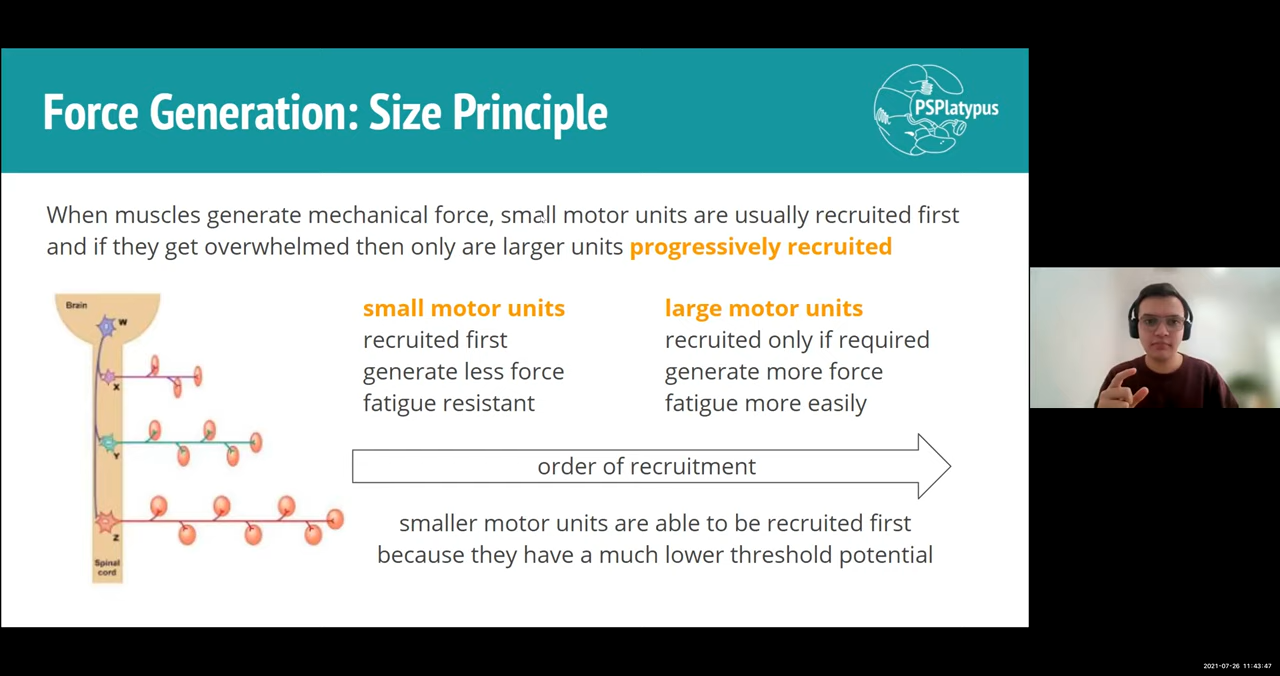 Force Generation: Size Principle
PSPlatypus
When muscles generate mechanical force, small motor units are usually recruited first
and if they get overwhelmed then only are larger units progressively recruited
Brain
W
X
Y
Z
Spinal
cord
small motor units
recruited first
generate less force
fatigue resistant
large motor units
recruited only if required
generate more force
fatigue more easily
order of recruitment
smaller motor units are able to be recruited first
because they have a much lower threshold potential
2021-07-26 11:43:47